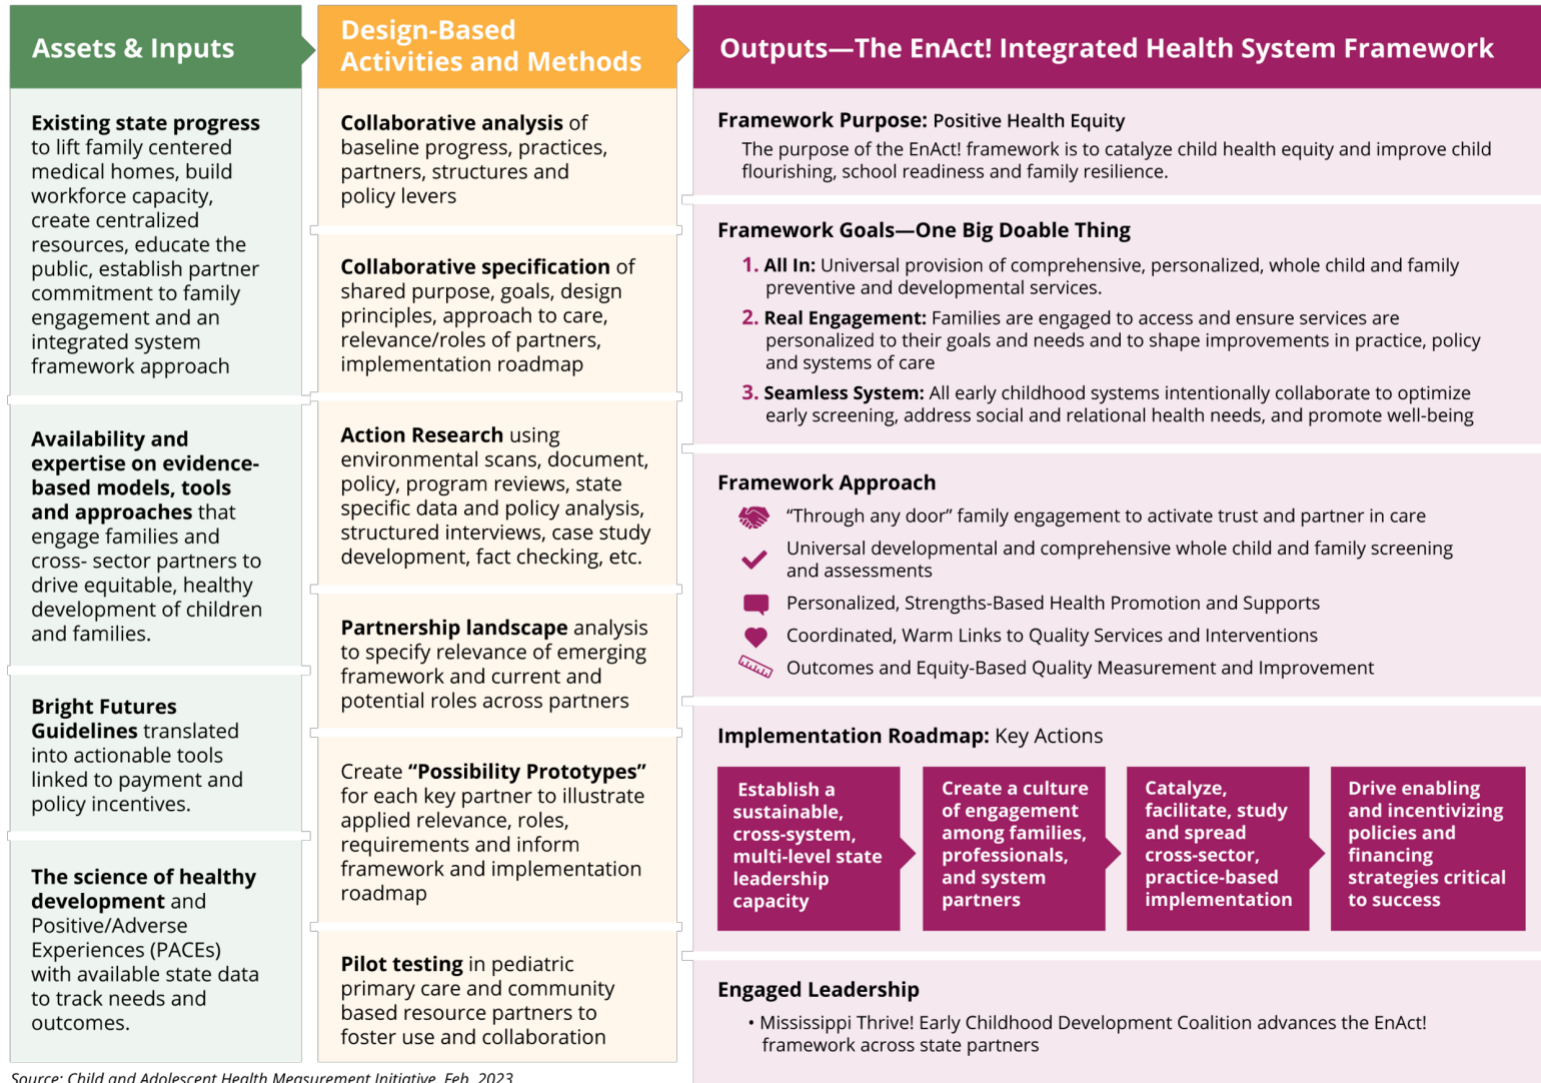 Assets & Inputs
Existing state progress
to lift family centered
medical homes, build
workforce capacity,
create centralized
resources, educate the
public, establish partner
commitment to family
engagement and an
integrated system
framework approach
Availability and
expertise on evidence-
based models, tools
and approaches that
engage families and
cross- sector partners to
drive equitable, healthy
development of children
and families.
Bright Futures
Guidelines translated
into actionable tools
linked to payment and
policy incentives.
The science of healthy
development and
Positive/Adverse
Experiences (PACEs)
with available state data
to track needs and
outcomes.
Design-Based
Activities and Methods
Collaborative analysis of
baseline progress, practices,
partners, structures and
policy levers
Collaborative specification of
shared purpose, goals, design
principles, approach to care,
relevance/roles of partners,
implementation roadmap
Action Research using
environmental scans, document,
policy, program reviews, state
specific data and policy analysis,
structured interviews, case study
development, fact checking, etc.
Partnership landscape analysis
to specify relevance of emerging
framework and current and
potential roles across partners
Create “Possibility Prototypes”
for each key partner to illustrate
applied relevance, roles,
requirements and inform
framework and implementation
roadmap
Pilot testing in pediatric
primary care and community
based resource partners to
foster use and collaboration
Outputs—The EnAct! Integrated Health System Framework
Framework Purpose: Positive Health Equity
The purpose of the EnAct! framework is to catalyze child health equity and improve child
flourishing, school readiness and family resilience.
Framework Goals—One Big Doable Thing
1. All In: Universal provision of comprehensive, personalized, whole child and family
preventive and developmental services.
2. Real Engagement: Families are engaged to access and ensure services are
personalized to their goals and needs and to shape improvements in practice, policy
and systems of care
3. Seamless System: All early childhood systems intentionally collaborate to optimize
early screening, address social and relational health needs, and promote well-being
Framework Approach
“Through any door” family engagement to activate trust and partner in care
Universal developmental and comprehensive whole child and family screening
and assessments
Personalized, Strengths-Based Health Promotion and Supports
Coordinated, Warm Links to Quality Services and Interventions
Outcomes and Equity-Based Quality Measurement and Improvement
Implementation Roadmap: Key Actions
Establish a
sustainable,
cross-system,
multi-level state
leadership
capacity
Create a culture
of engagement
among families,
professionals,
and system
partners
Catalyze,
facilitate, study
and spread
cross-sector,
practice-based
implementation
Drive enabling
and incentivizing
policies and
financing
strategies critical
to success
Engaged Leadership
• Mississippi Thrive! Early Childhood Development Coalition advances the EnAct!
framework across state partners
Source: Child and Adolescent Health Measurement Initiative, Feb. 2023